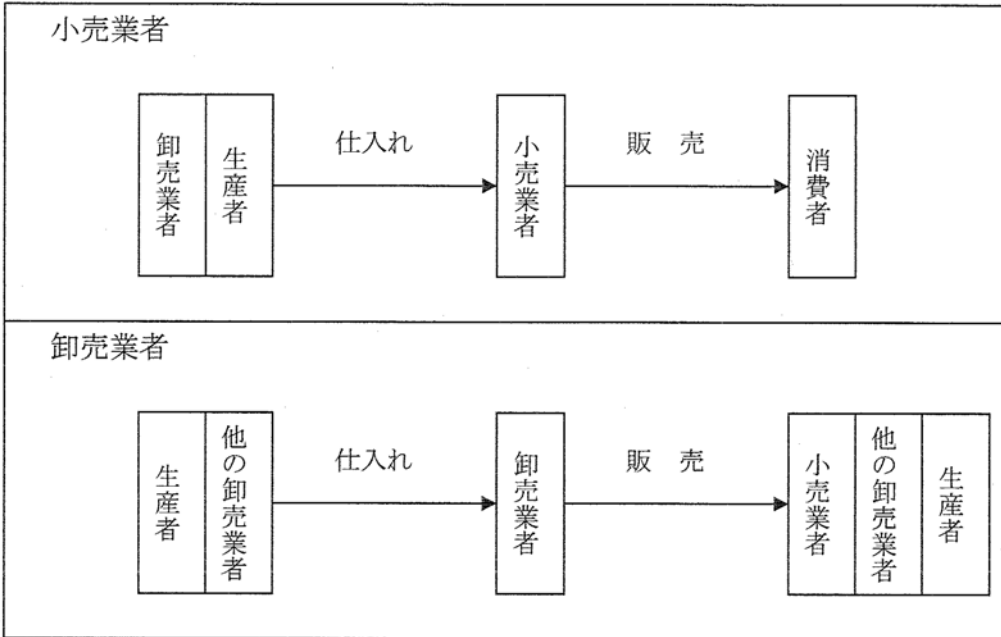 小売業者
卸売業者
生産者
仕入れ
小売業者
販 売
消費者
卸売業者
生産者
他の卸売業者
仕入れ
卸売業者
販 売
小売業者
他の卸売業者
生産者